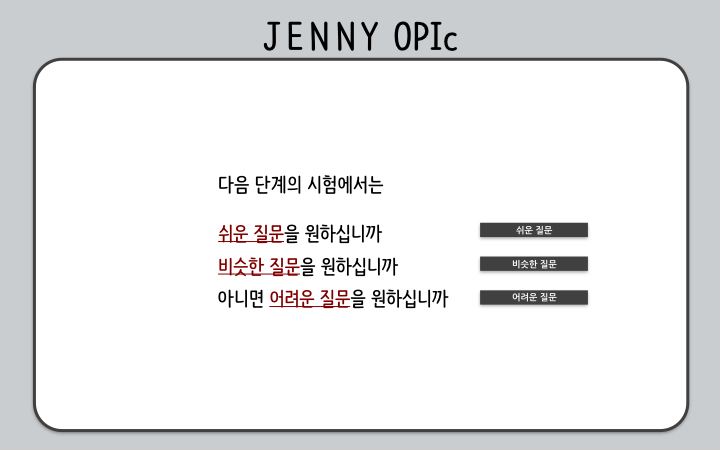 JENNY OPIc
다음 단계의 시험에서는
쉬운 질문을 원하십니까
쉬운 질문
비슷한 질문을 원하십니까
비슷한 질문
아니면 어려운 질문을 원하십니까
어려운 질문